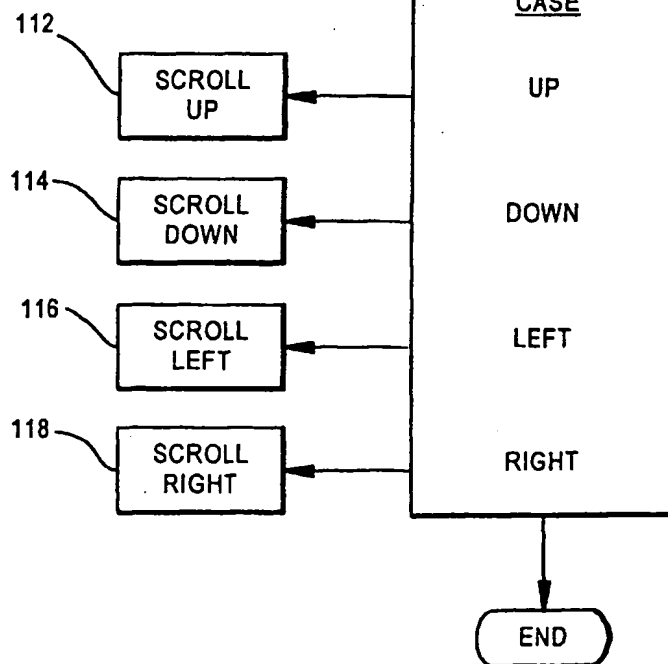 CASE
112
SCROLL
UP
UP
114
SCROLL
DOWN
DOWN
116
SCROLL
LEFT
LEFT
118
SCROLL
RIGHT
RIGHT
END